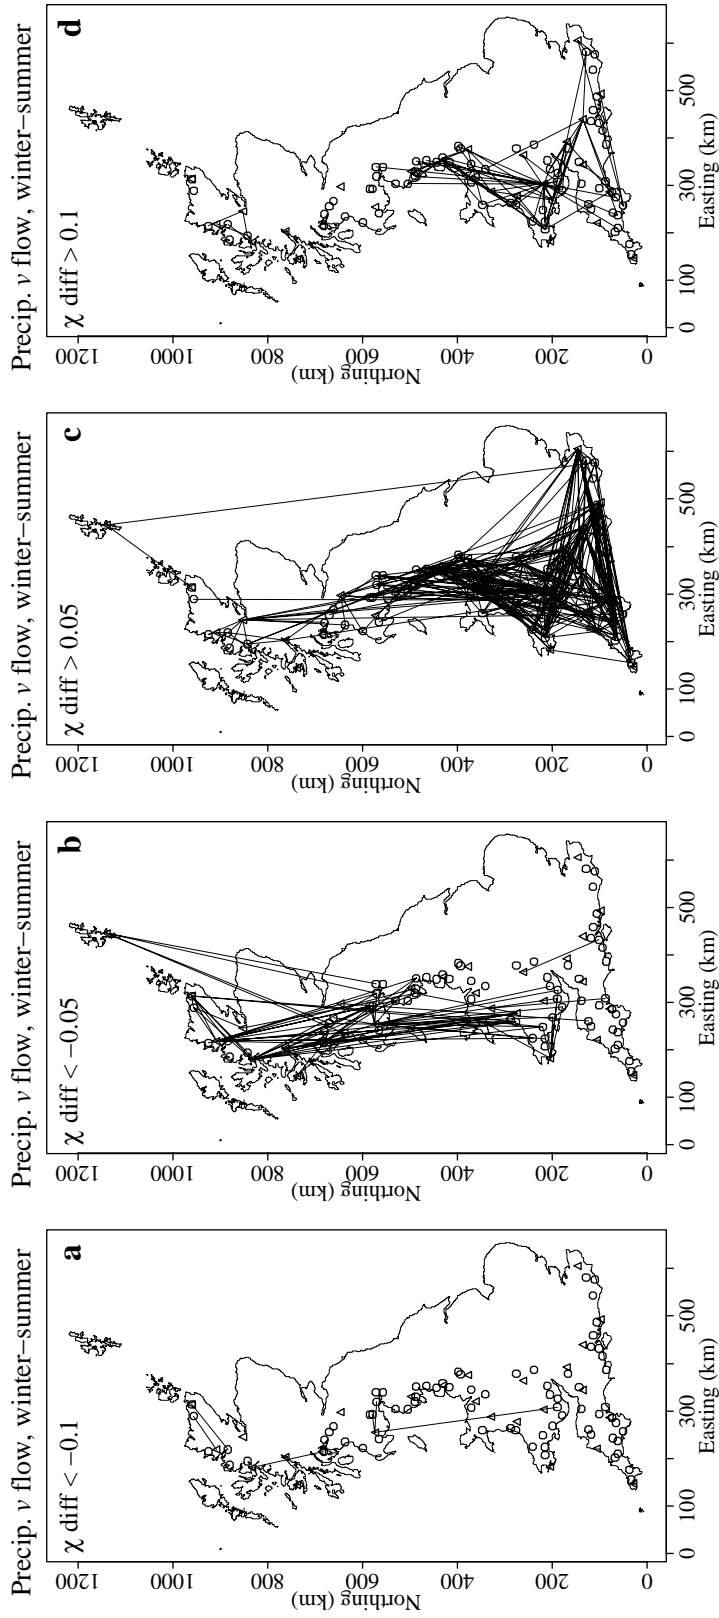 Precip. v flow, winter−summer
χ diff < −0.1
a
1200
1000
800
600
400
200
0
Northing (km)
0 100 300 500
Easting (km)
Precip. v flow, winter−summer
χ diff < −0.05
b
1200
1000
800
600
400
200
0
Northing (km)
0 100 300 500
Easting (km)
Precip. v flow, winter−summer
χ diff > 0.05
c
1200
1000
800
600
400
200
0
Northing (km)
0 100 300 500
Easting (km)
Precip. v flow, winter−summer
χ diff > 0.1
d
1200
1000
800
600
400
200
0
Northing (km)
0 100 300 500
Easting (km)